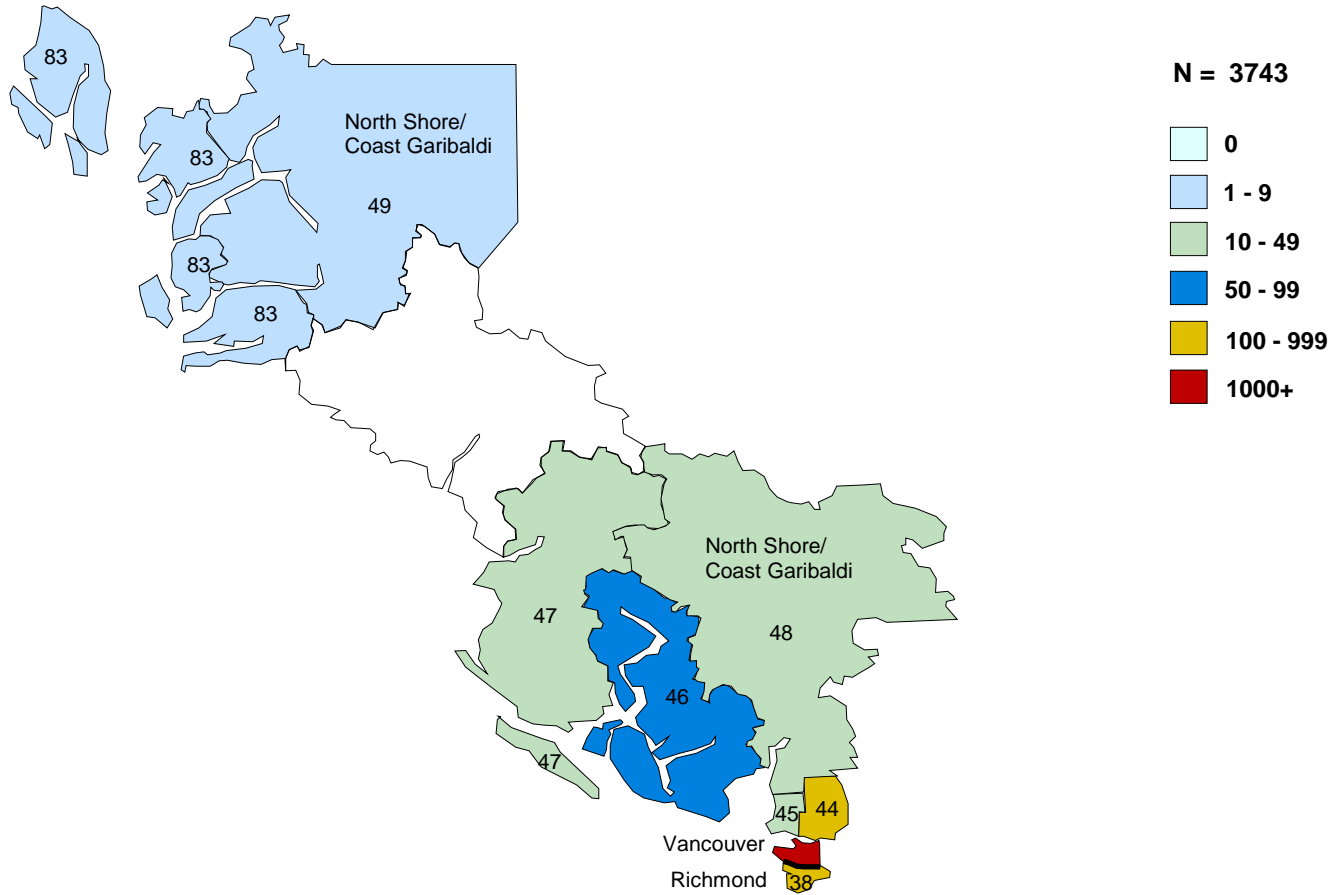 83
N = 3743
North Shore/
Coast Garibaldi
0
83
1 - 9
49
10 - 49
83
50 - 99
83
100 - 999
1000+
North Shore/
Coast Garibaldi
47
48
46
47
45
44
Vancouver
Richmond
38